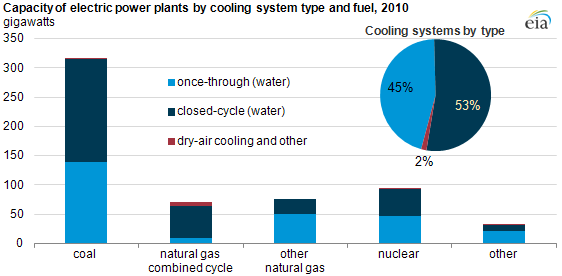 Capacity of electric power plants by cooling system type and fuel, 2010
gigawatts
eia
Cooling systems by type
350
300
250
200
150
100
50
0
once-through (water)
closed-cycle (water)
dry-air cooling and other
45%
53%
2%
coal
natural gas
combined cycle
other
natural gas
nuclear
other